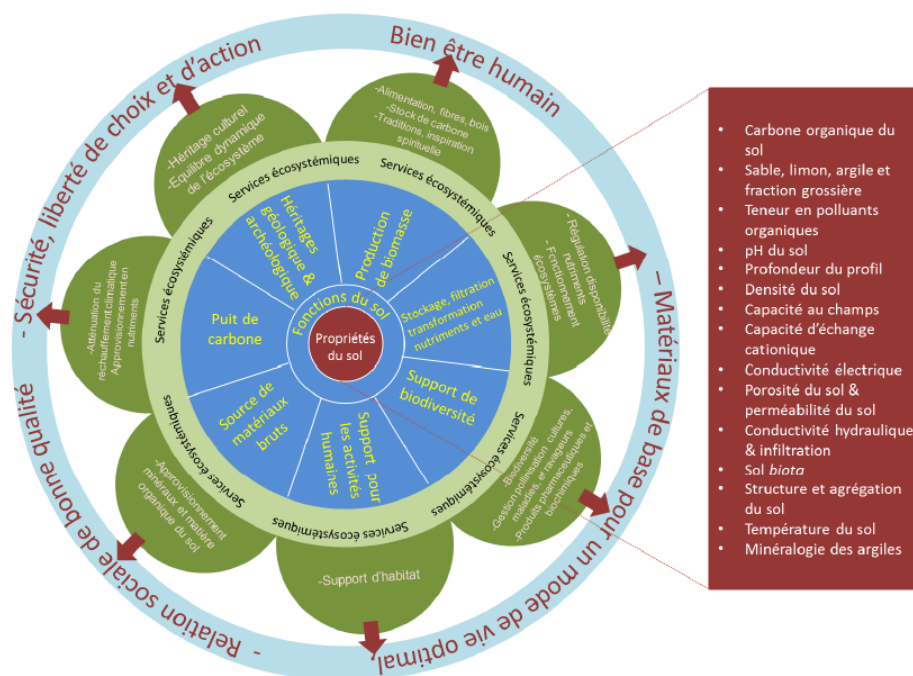 Bien être humain
- Matériaux de base pour un mode de vie optimal,
- Relation sociale de bonne qualité
- Sécurité, liberté de choix et d'action
-Alimentation, fibres, bois
-Stock de carbone
-Traditions, inspiration
spirituelle
- Régulation disponibilité
nutriments
- Fonctionnement
écosystèmes
-Biodiversité
-Gestion pollinisation cultures,
maladies, et ravageurs
-Produits pharmaceutiques et
biochimiques
-Support d'habitat
-Approvisionnement
minéraux et matière
organique du sol
-Atténuation du
réchauffement climatique
Approvisionnement en
nutriments
-Héritage culturel
-Equilibre dynamique
de l'écosystème
Services écosystémiques
Services écosystémiques
Services écosystémiques
Services écosystémiques
Services écosystémiques
Services écosystémiques
Services écosystémiques
Production
de biomasse
Stockage, filtration
transformation
nutriments et eau
Support de
biodiversité
Support pour
les activités
humaines
Source de
matériaux
bruts
Puit de
carbone
Héritages
géologique &
archéologique
Fonctions du sol
Propriétés
du sol
• Carbone organique du
sol
• Sable, limon, argile et
fraction grossière
• Teneur en polluants
organiques
• pH du sol
• Profondeur du profil
• Densité du sol
• Capacité au champs
• Capacité d'échange
cationique
• Conductivité électrique
• Porosité du sol &
perméabilité du sol
• Conductivité hydraulique
& infiltration
• Sol biota
• Structure et agrégation
du sol
• Température du sol
• Minéralogie des argiles